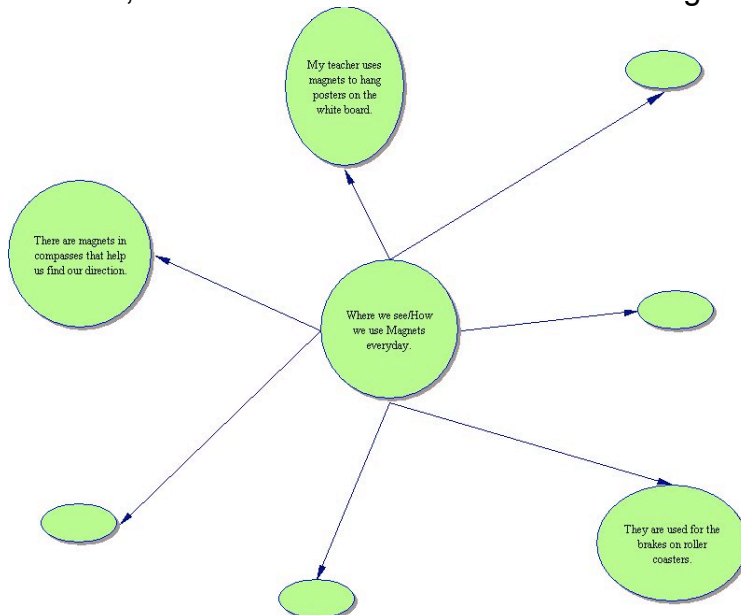 My teacher uses
magnets to hang
posters on the
white board.
There are magnets in
compasses that help
us find our direction.
Where we see/How
we use Magnets
everyday.
They are used for the
brakes on roller
coasters.